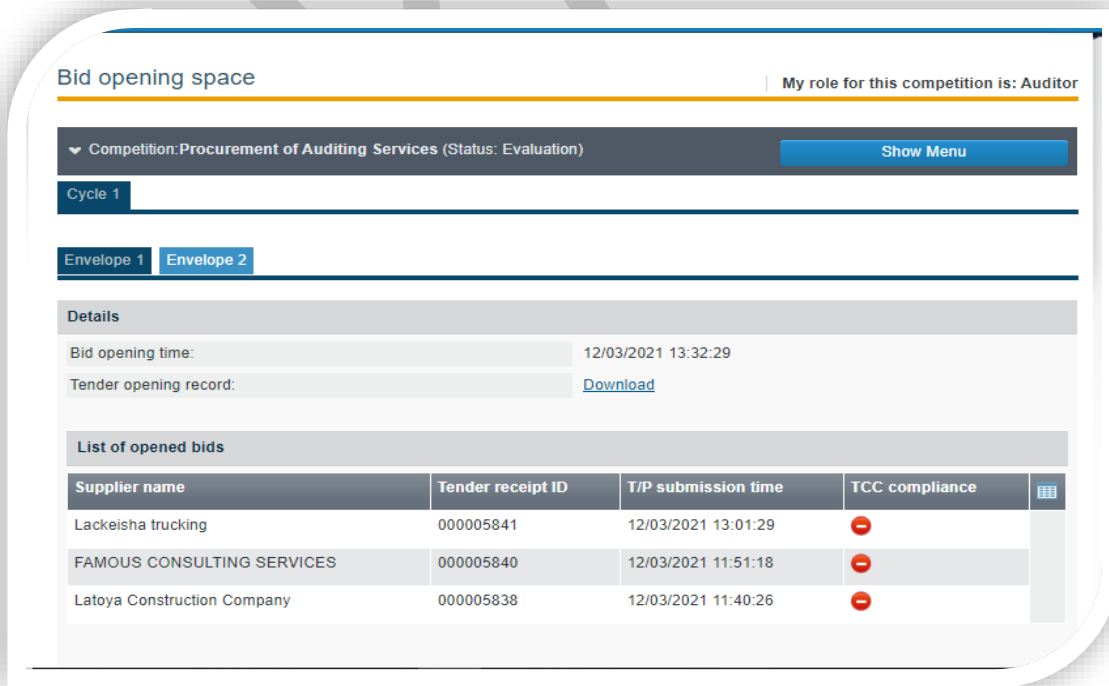 Bid opening space
My role for this competition is: Auditor
Competition:Procurement of Auditing Services (Status: Evaluation)
Show Menu
Cycle 1
Envelope 1 Envelope 2
Details
Bid opening time: 12/03/2021 13:32:29
Tender opening record: Download
List of opened bids
Supplier name Tender receipt ID T/P submission time TCC compliance
Lackeisha trucking 000005841 12/03/2021 13:01:29
FAMOUS CONSULTING SERVICES 000005840 12/03/2021 11:51:18
Latoya Construction Company 000005838 12/03/2021 11:40:26